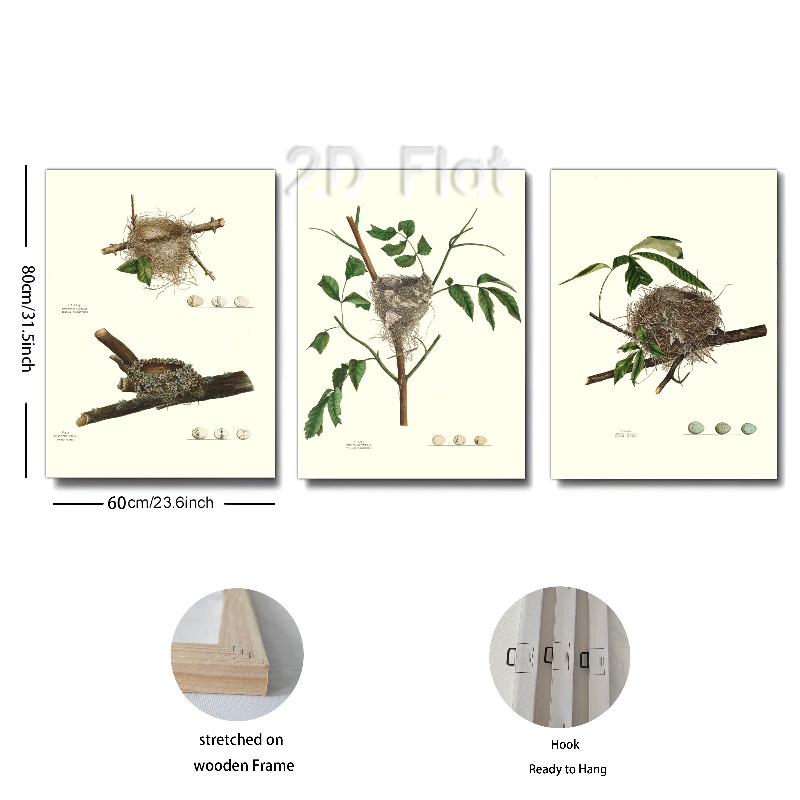 2D Flat
80cm/31.5inch
60cm/23.6inch
stretched on
wooden Frame
Hook
Ready to Hang